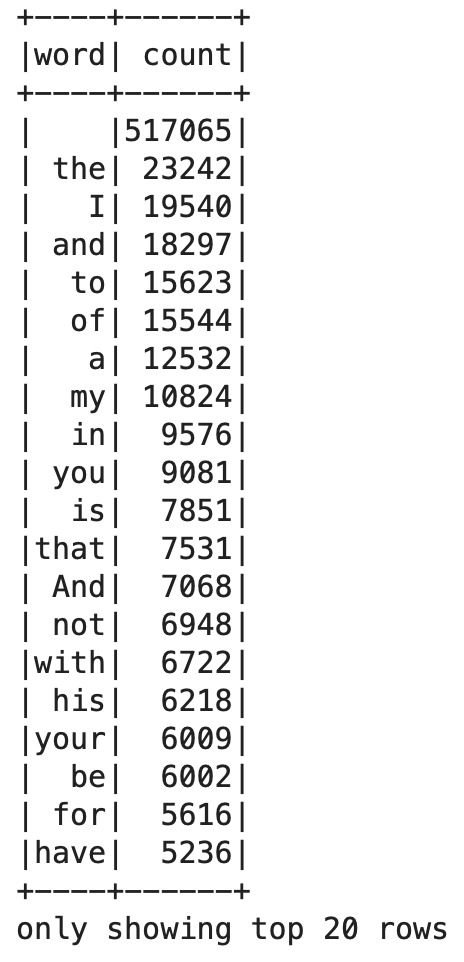 +----+------+
|word| count|
+----+------+
|    |517065|
| the| 23242|
|   I| 19540|
| and| 18297|
|  to| 15623|
|  of| 15544|
|   a| 12532|
|  my| 10824|
|  in|  9576|
| you|  9081|
|  is|  7851|
|that|  7531|
| And|  7068|
| not|  6948|
|with|  6722|
| his|  6218|
|your|  6009|
|  be|  6002|
| for|  5616|
|have|  5236|
+----+------+
only showing top 20 rows